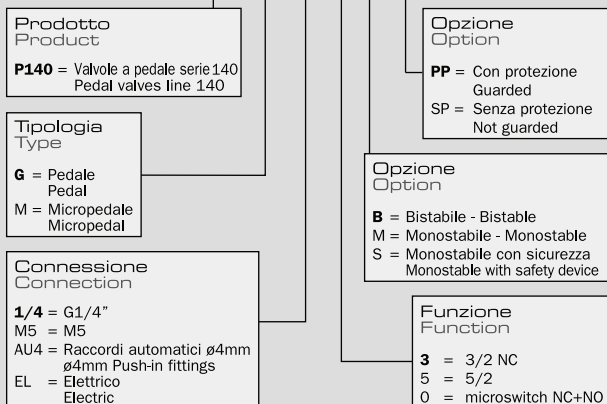 Prodotto
Product
P140 = Valvole a pedale serie 140
Pedal valves line 140
Tipologia
Type
G = Pedale
Pedal
M = Micropedale
Micropedal
Connessione
Connection
1/4 = G1/4”
M5 = M5
AU4 = Raccordi automatici ø4mm
ø4mm Push-in fittings
EL = Elettrico
Electric
Opzione
Option
PP = Con protezione
Guarded
SP = Senza protezione
Not guarded
Opzione
Option
B = Bistabile - Bistable
M = Monostabile - Monostable
S = Monostabile con sicurezza
Monostable with safety device
Funzione
Function
3 = 3/2 NC
5 = 5/2
0 = microswitch NC+NO